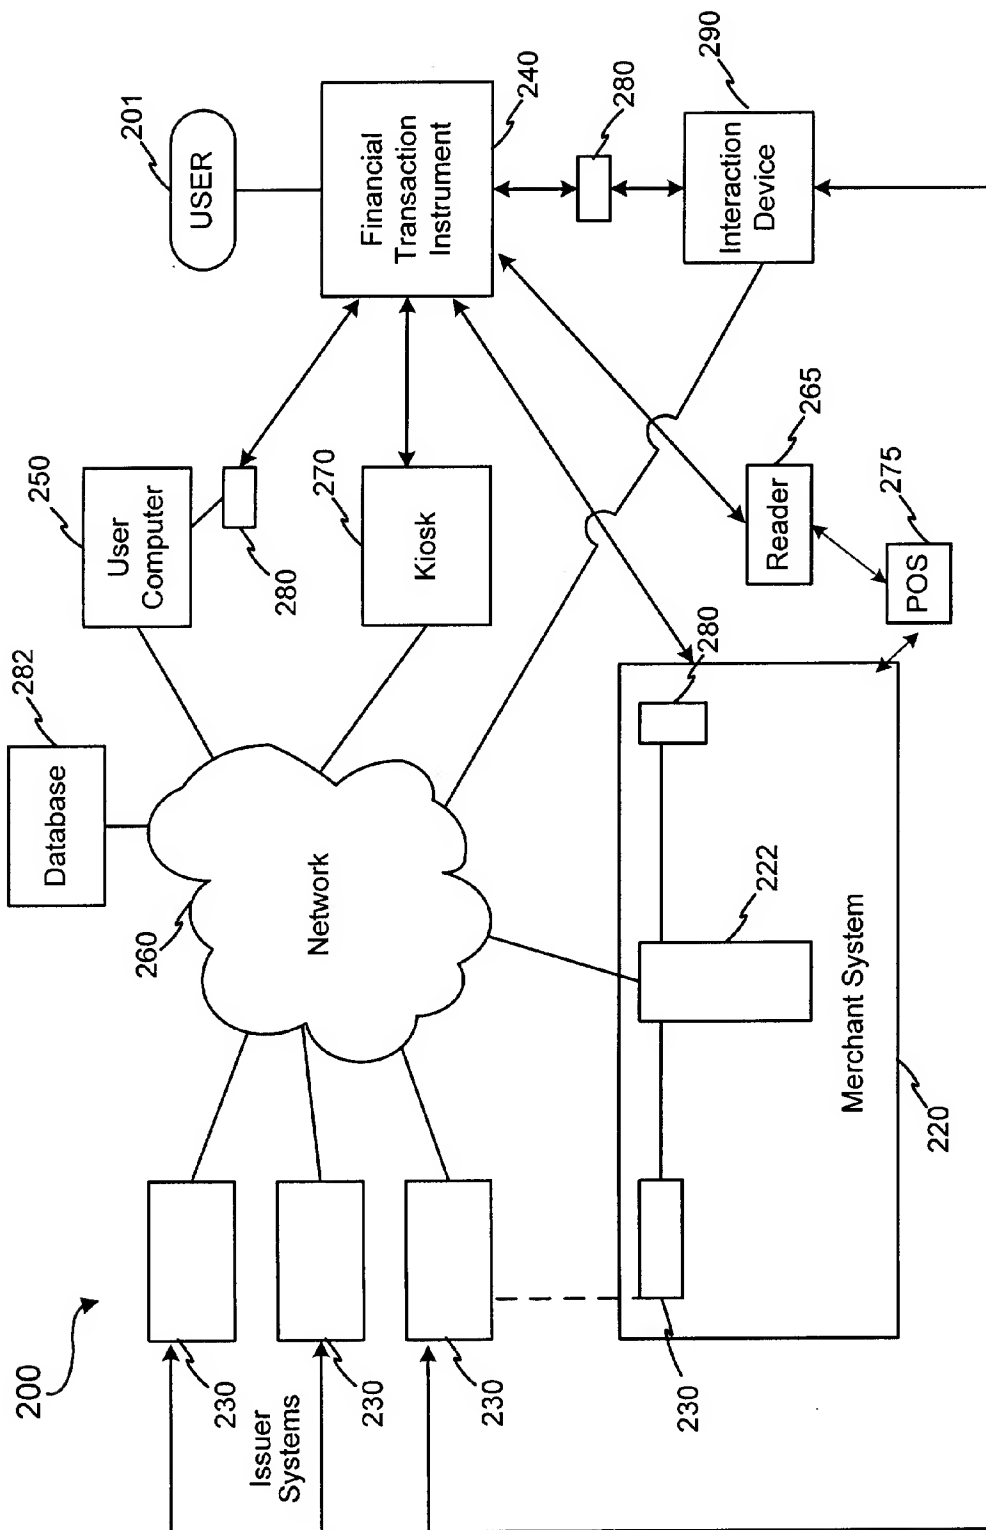 200
230
230
230
Issuer
Systems
Database
282
260
Network
User
Computer
250
280
Kiosk
270
USER
201
Financial
Transaction
Instrument
240
280
Interaction
Device
290
Reader
265
POS
275
280
222
230
Merchant System
220